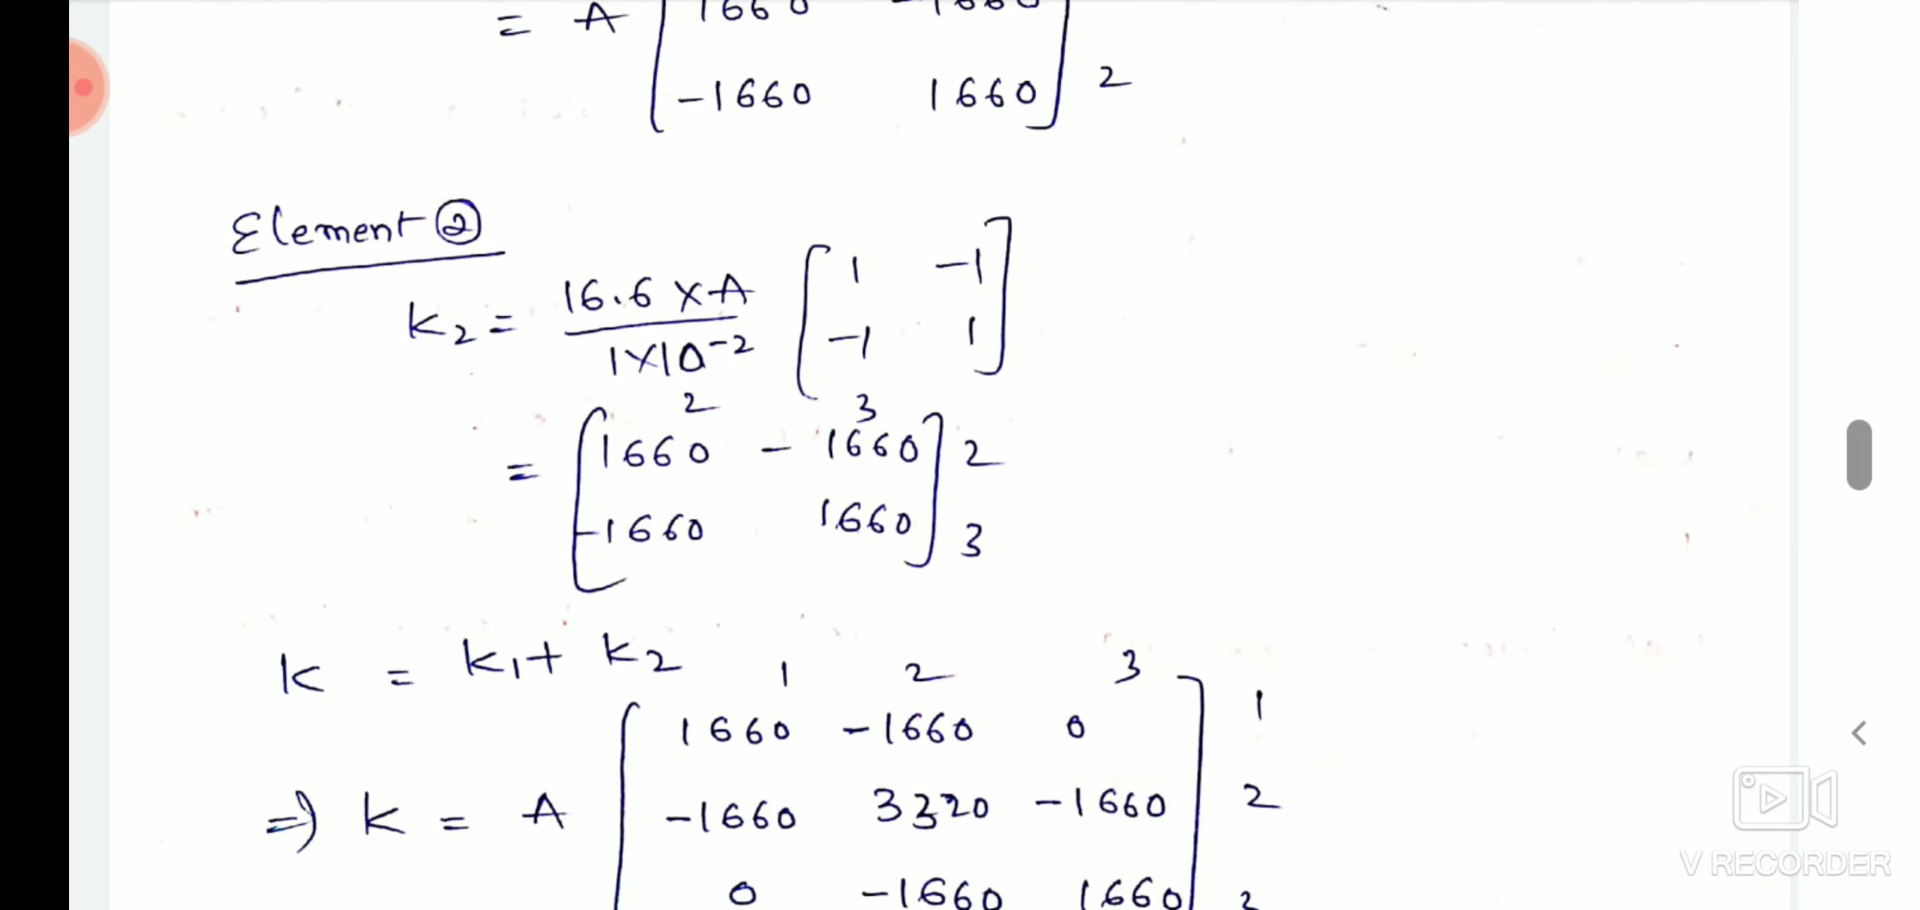 = A [ 1660 -1660
-1660 1660 ] 2
Element ②
k2 = 16.6 × A / 1×10^-2 [ 1 -1
-1 1 ]
2 3
= [ 1660 - 1660 ] 2
-1660 1660 3
k = k1 + k2 1 2 3
1660 -1660 0 1
⇒ k = A [ -1660 3320 -1660 ] 2
0 -1660 1660
V RECORDER